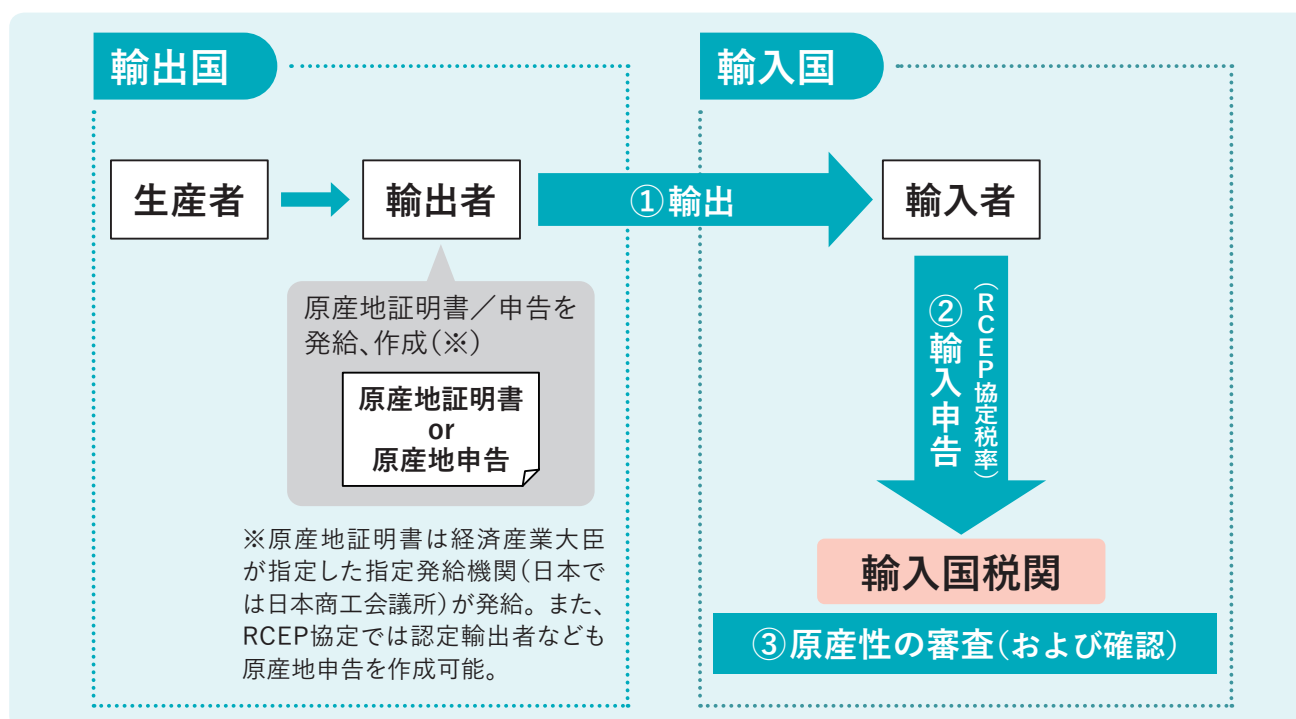 輸出国
輸入国
生産者
輸出者
①輸出
輸入者
原産地証明書／申告を
発給、作成（※）
原産地証明書
or
原産地申告
②輸入申告
（RCEP協定税率）
※原産地証明書は経済産業大臣
が指定した指定発給機関（日本で
は日本商工会議所）が発給。また、
RCEP協定では認定輸出者なども
原産地申告を作成可能。
輸入国税関
③原産性の審査（および確認）